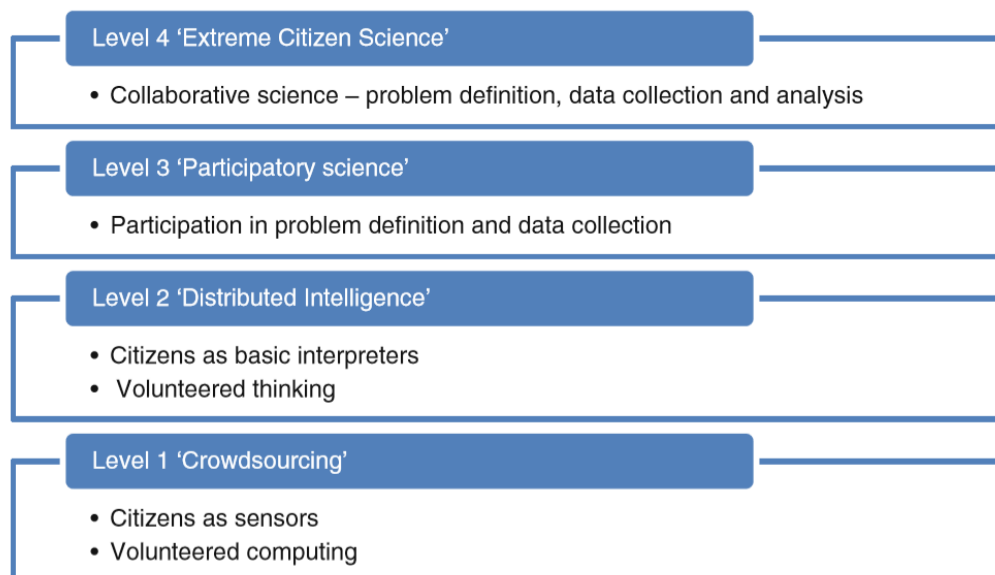 Level 4 ‘Extreme Citizen Science’
• Collaborative science – problem definition, data collection and analysis
Level 3 ‘Participatory science’
• Participation in problem definition and data collection
Level 2 ‘Distributed Intelligence’
• Citizens as basic interpreters
• Volunteered thinking
Level 1 ‘Crowdsourcing’
• Citizens as sensors
• Volunteered computing